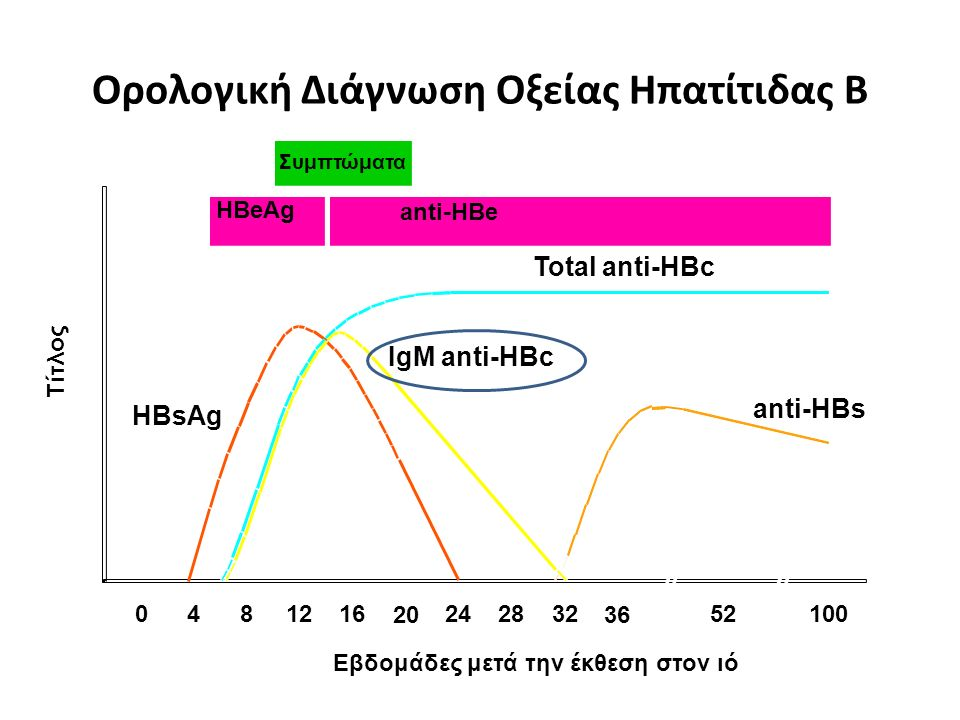 Ορολογική Διάγνωση Οξείας Ηπατίτιδας Β
Συμπτώματα
HBeAg
anti-HBe
Total anti-HBc
Τίτλος
IgM anti-HBc
HBsAg
anti-HBs
0 4 8 12 16 20 24 28 32 36 52 100
Εβδομάδες μετά την έκθεση στον ιό